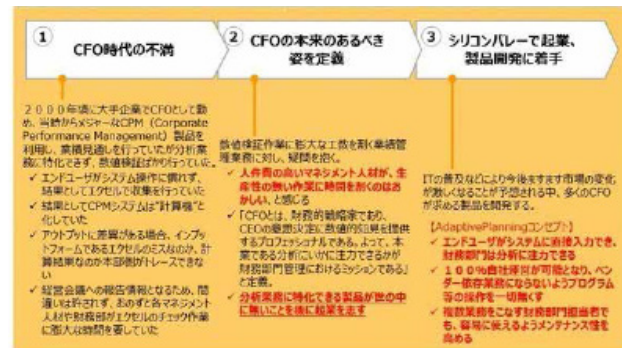 ①
CFO時代の不満
②
CFOの本来のあるべき
姿を定義
③
シリコンバレーで起業、
製品開発に着手
2000年頃に大手企業でCFOとして勤
め、当時からメジャーなCPM（Corporate
Performance Management）製品を
利用し、業績見通しを行っていたが分析業
務に特化できず、数値検証ばかり行っていた。
✓ エンドユーザがシステム操作に慣れず、
結果としてエクセルで収集を行っていた
✓ 結果としてCPMシステムは"計算機"と
化していた
✓ アウトプットに差異がある場合、インプッ
トフォームであるエクセルのミスなのか、計
算結果なのか本部側がトレースでき
ない
✓ 経営会議への報告情報となるため、間
違いは許されず、おのずと各マネジメント
人材や財務部がエクセルのチェック作業
に膨大な時間を要していた
数値検証作業に膨大な工数を割く業績管
理業務に対し、疑問を抱く。
✓ 人件費の高いマネジメント人材が、生
産性の無い作業に時間を割くのはお
かしい、と感じる
✓ 「CFOとは、財務的戦略家であり、
CEOの意思決定に数値的知見を提供
するプロフェッショナルである。よって、本
業である分析にいかに注力できるかが
財務部門管理におけるミッションである」
と定義。
✓ 分析業務に特化できる製品が世の中
に無いことを後に起業を志す
ITの普及などにより今後ますます市場の変化
が激しくなることが予想される中、多くのCFO
が求める製品を開発する。
【AdaptivePlanningコンセプト】
✓ エンドユーザがシステムに直接入力でき、
財務部門は分析に注力できる
✓ 100%自社運営が可能となり、ベン
ダー依存業務にならないようプログラム
等の操作を一切無くす
✓ 複数業務をこなす財務部門担当者で
も、容易に使えるようメンテナンス性を
高める